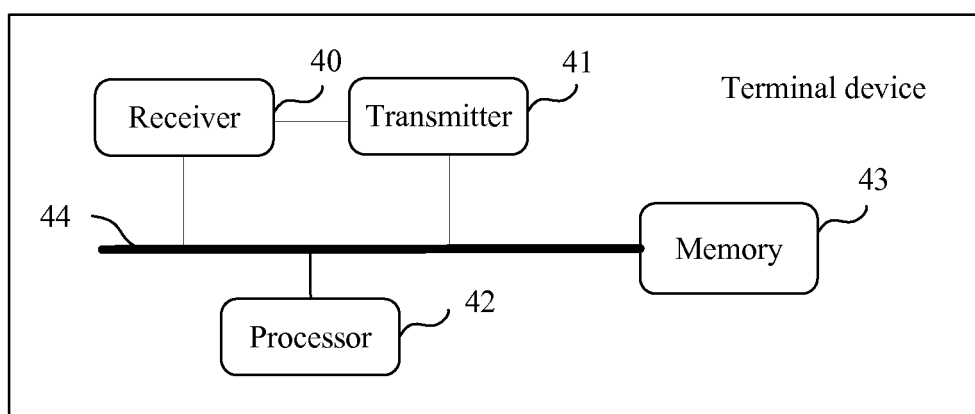 40
41
Receiver
Transmitter
Terminal device
43
44
Memory
42
Processor